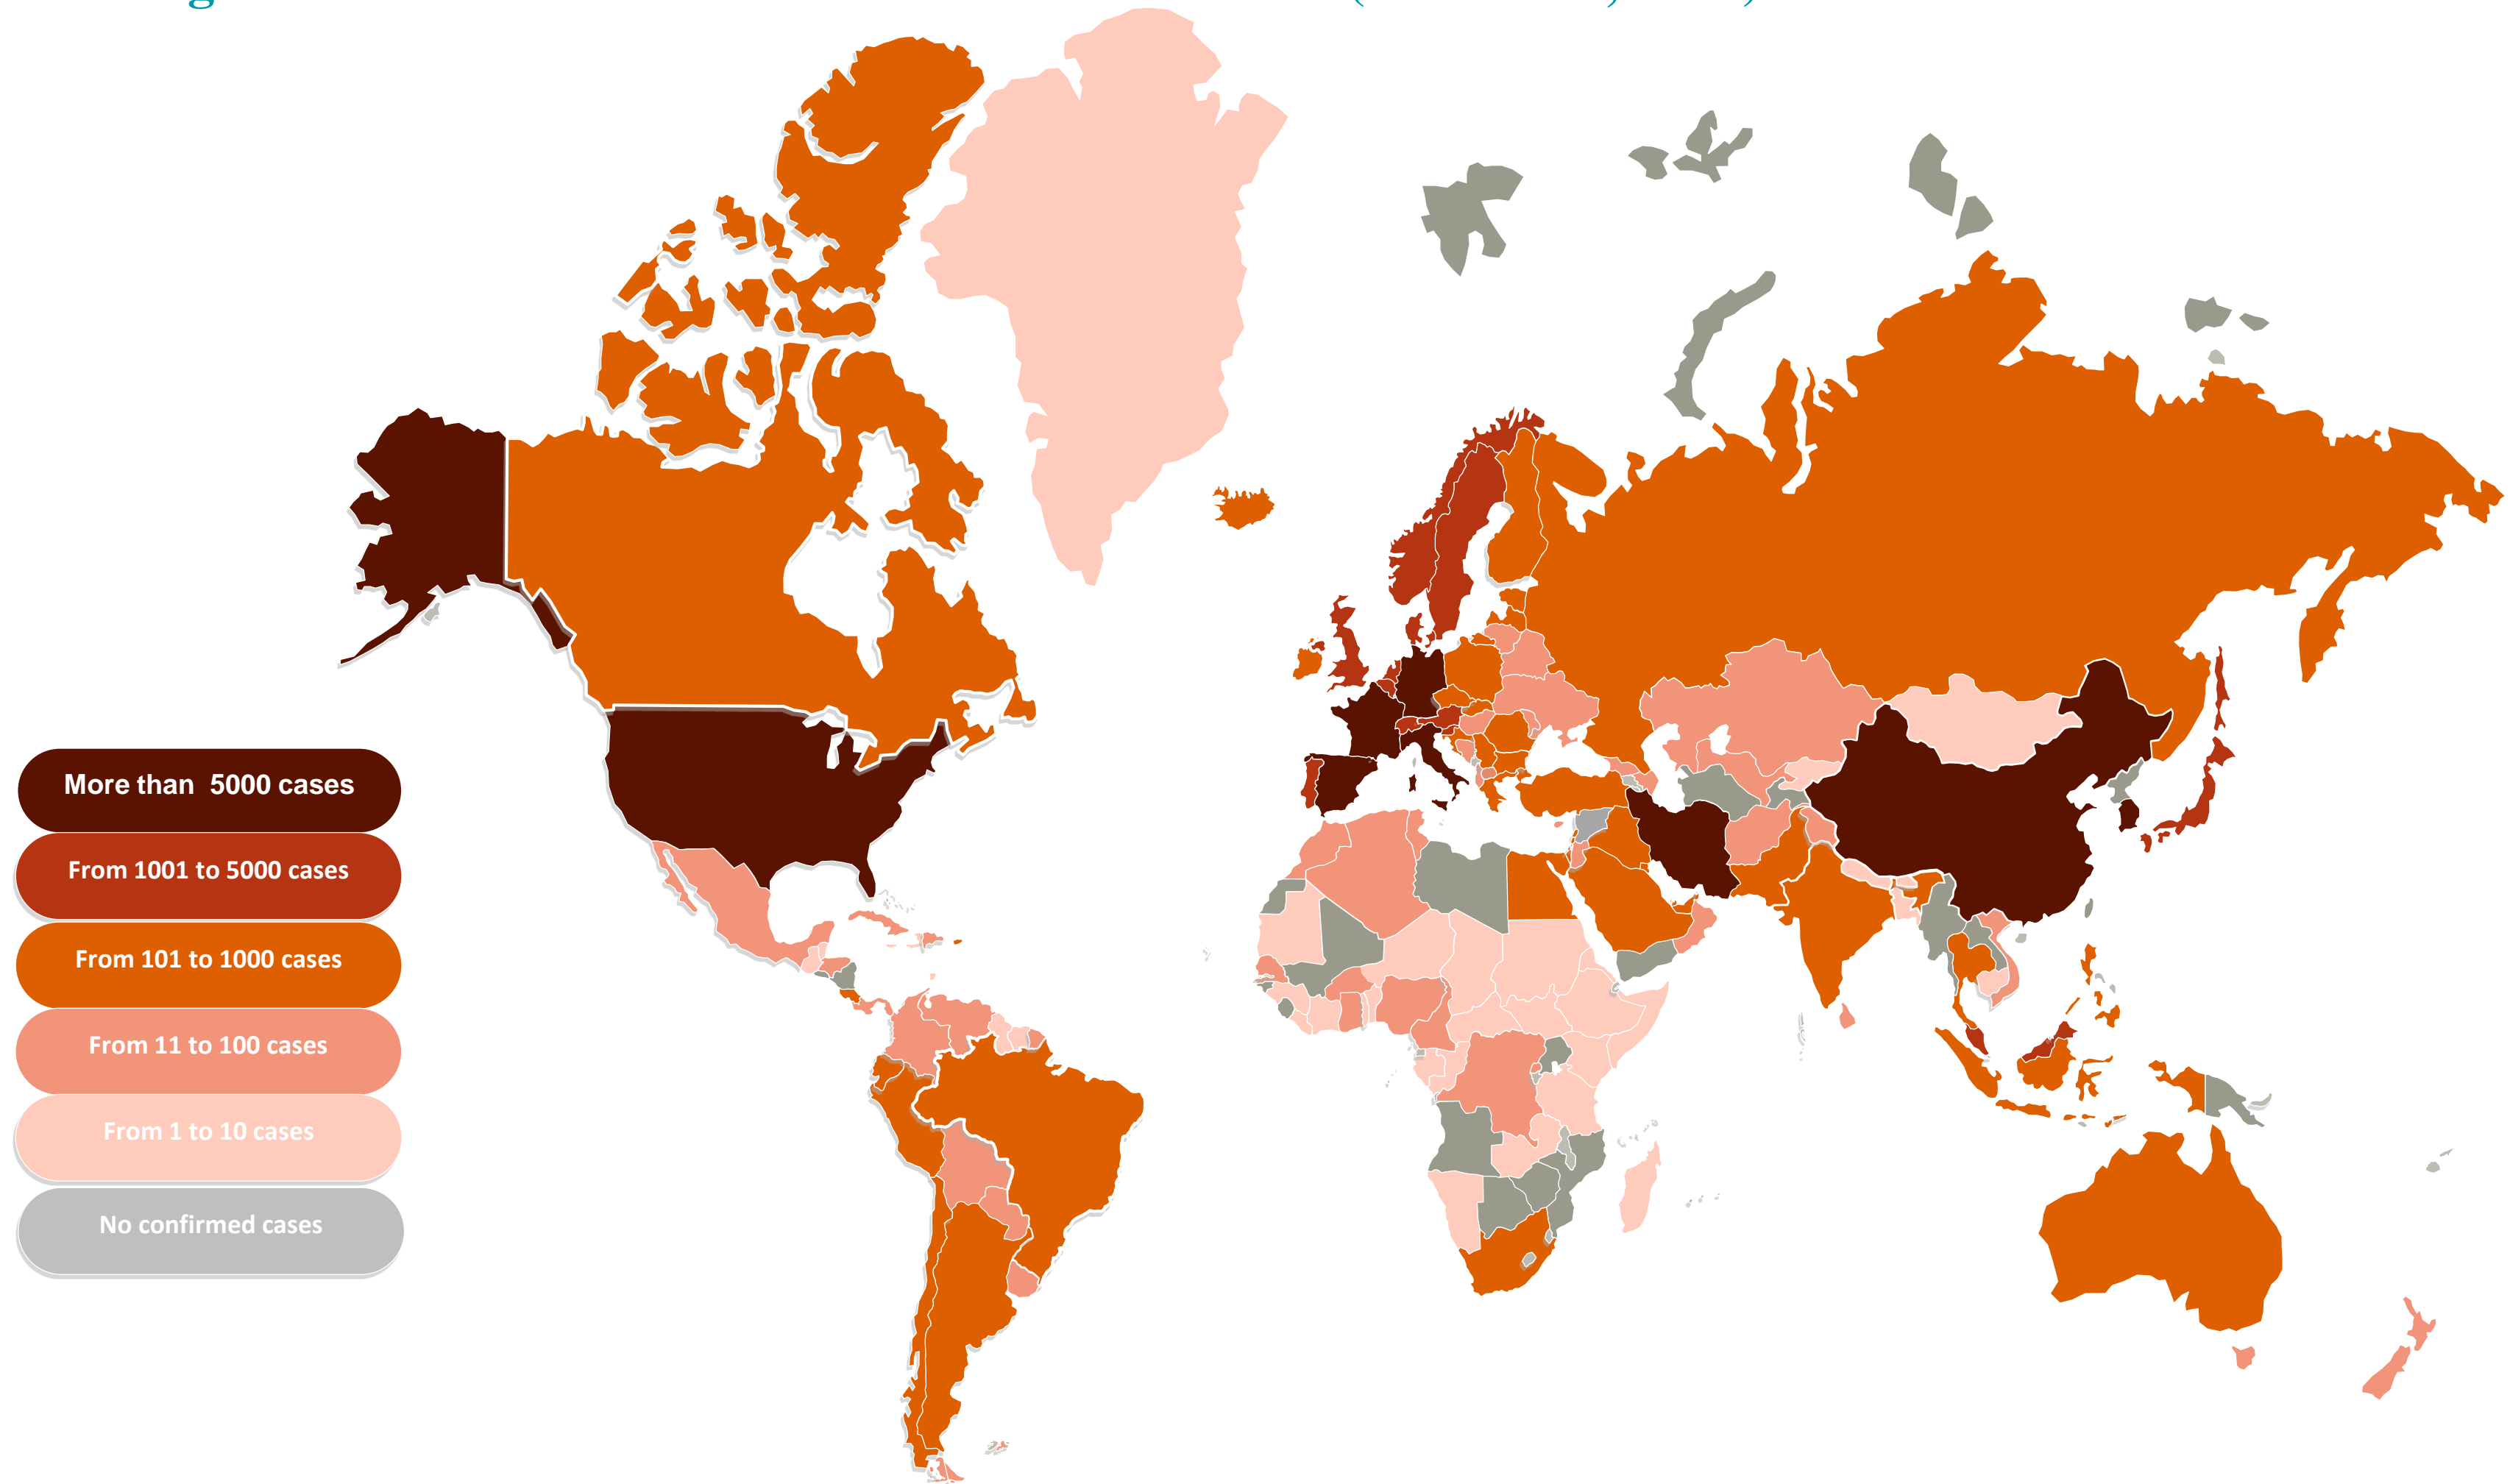 More than  5000 cases
From 1001 to 5000 cases
From 101 to 1000 cases
From 11 to 100 cases
From 1 to 10 cases
No confirmed cases